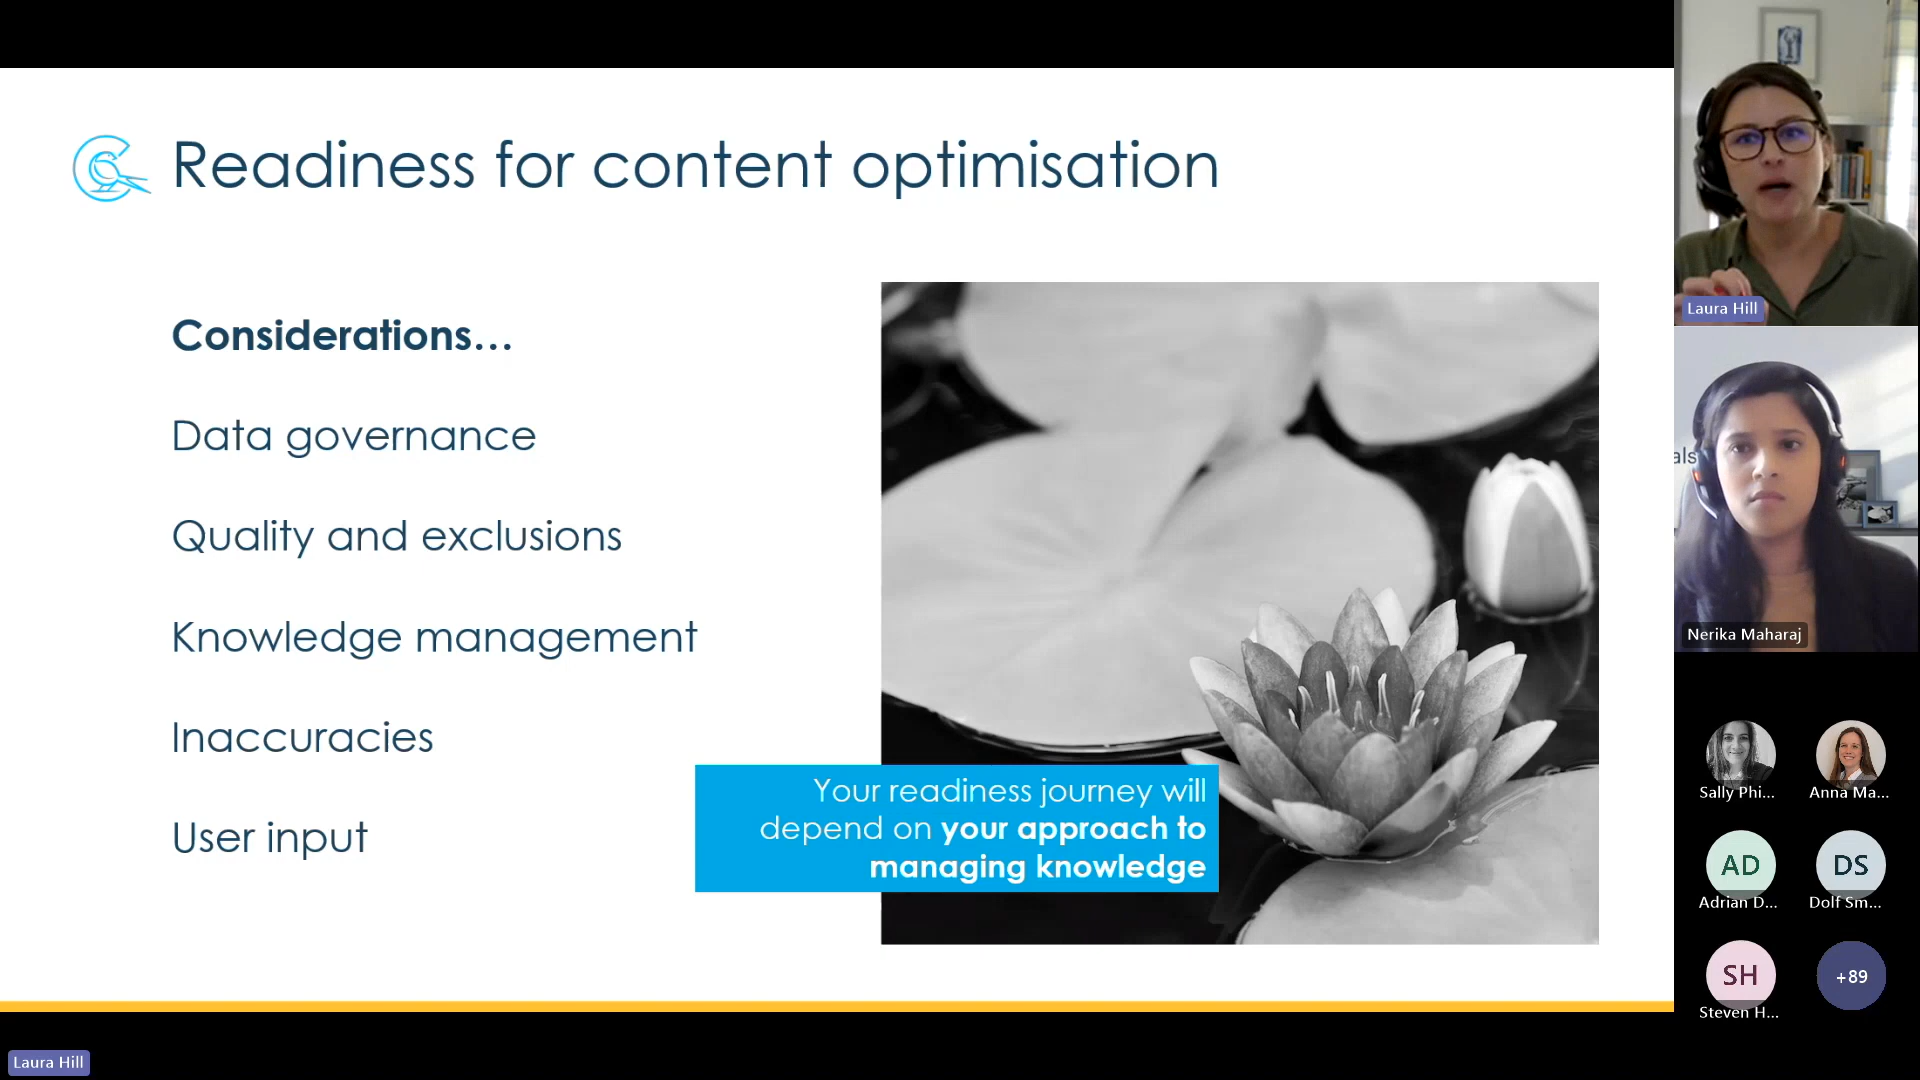 Readiness for content optimisation
Considerations...
Data governance
Quality and exclusions
Knowledge management
Inaccuracies
User input
Your readiness journey will
depend on your approach to
managing knowledge
Laura Hill
als
Nerika Maharaj
Sally Phi...
Anna Ma...
AD
Adrian D...
DS
Dolf Sm...
SH
Steven H...
+89
Laura Hill